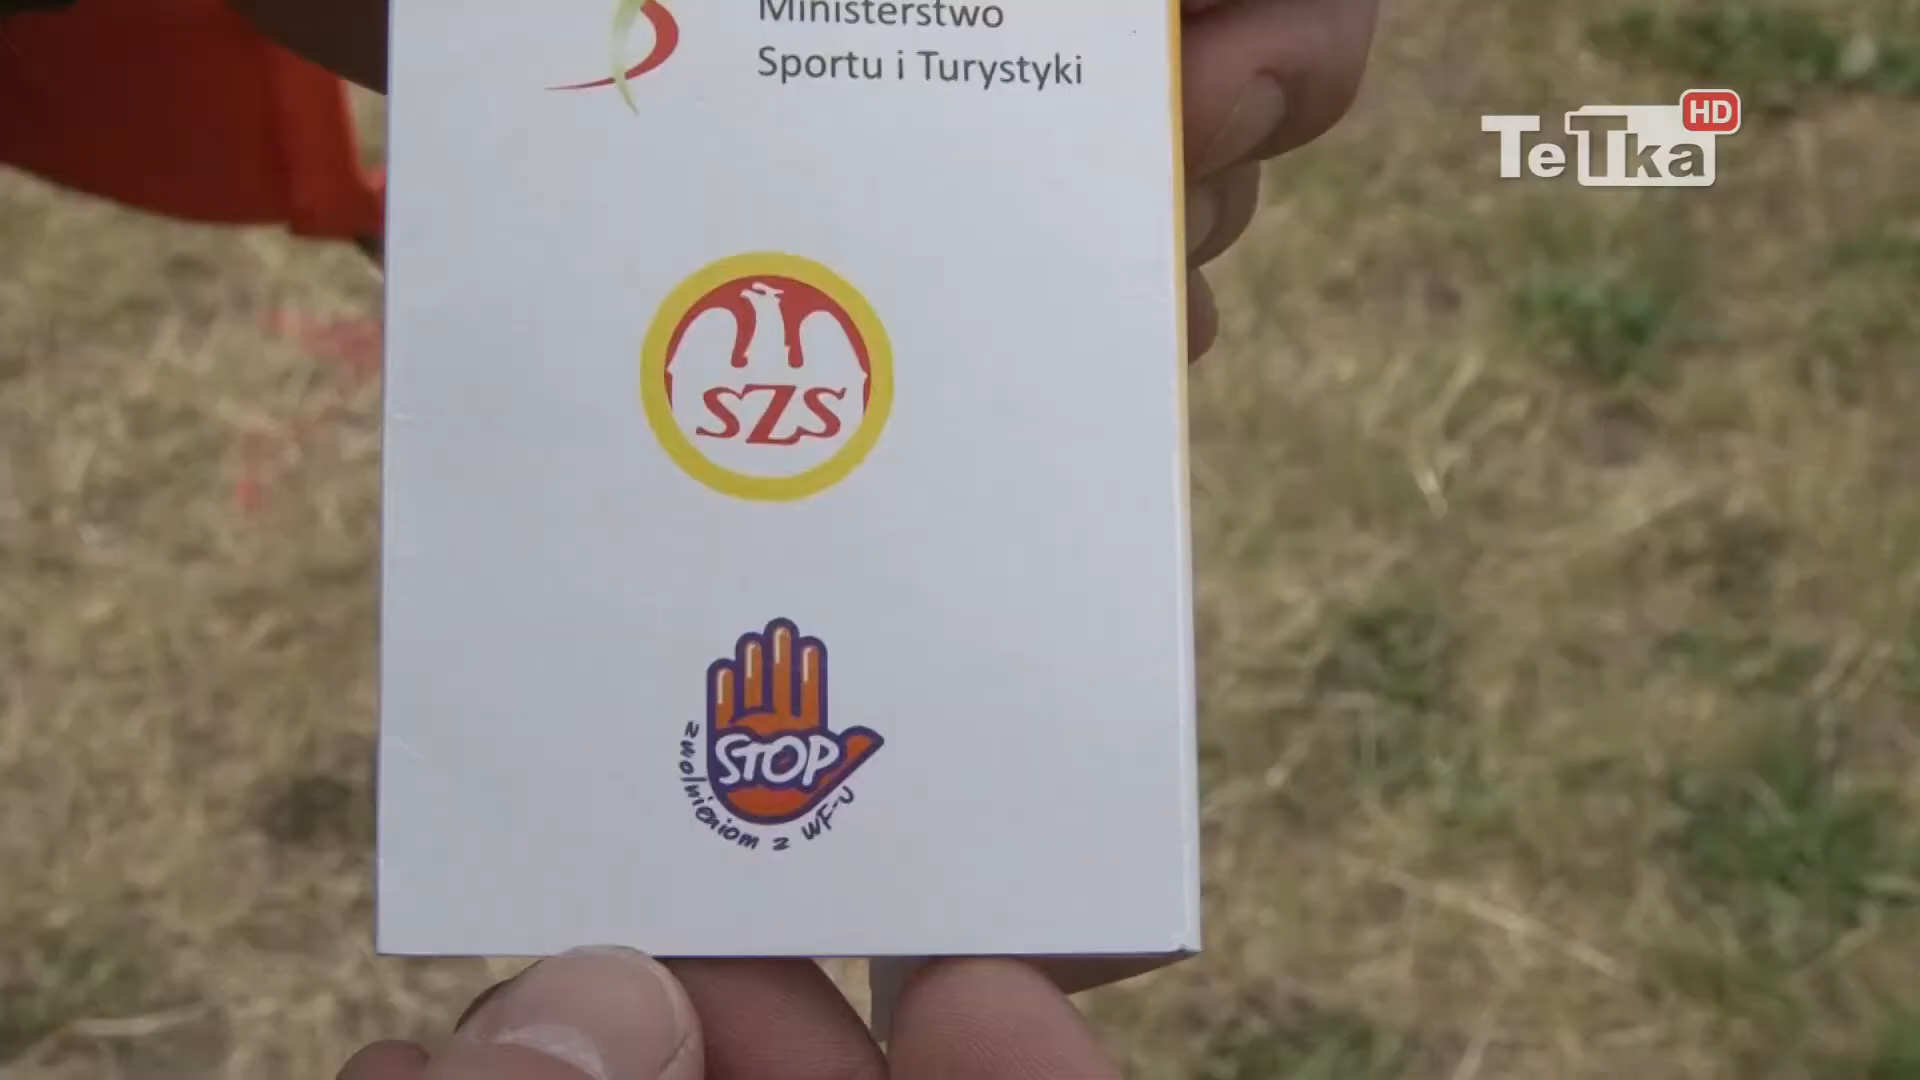 Ministerstwo
Sportu i Turystyki
TeTka HD
SZS
STOP
zwolnieniom z WF-u